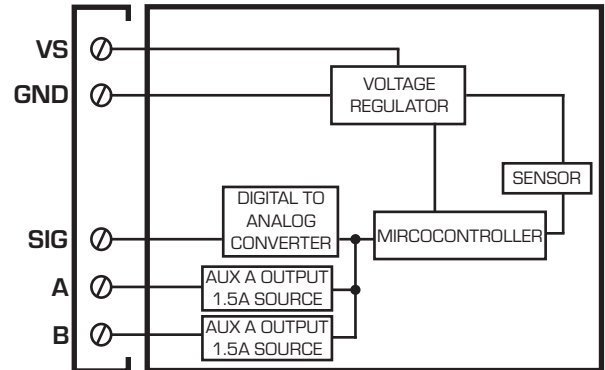 VS
GND
VOLTAGE
REGULATOR
SENSOR
DIGITAL TO
ANALOG
CONVERTER
MIRCOCONTROLLER
SIG
A
AUX A OUTPUT
1.5A SOURCE
B
AUX A OUTPUT
1.5A SOURCE